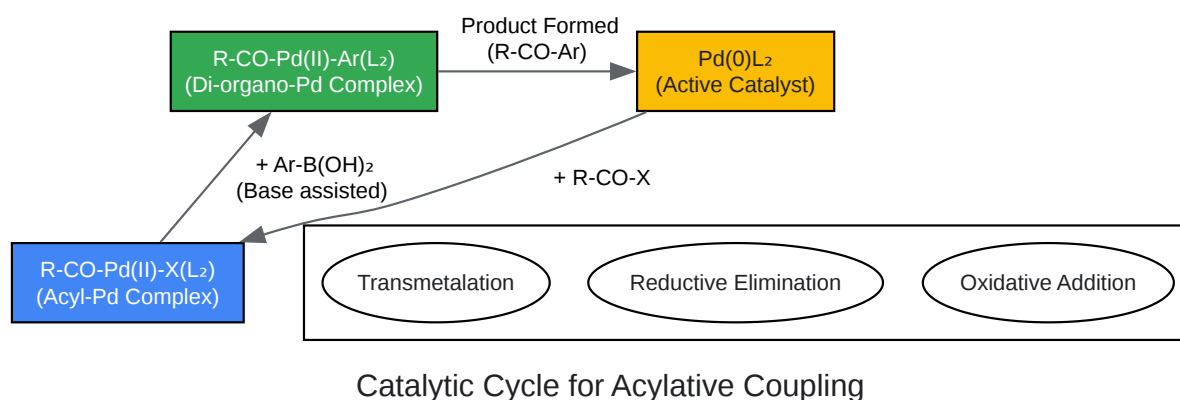 Product Formed
(R-CO-Ar)
R-CO-Pd(II)-Ar(L₂)
(Di-organo-Pd Complex)
Pd(0)L₂
(Active Catalyst)
+ Ar-B(OH)₂
(Base assisted)
+ R-CO-X
R-CO-Pd(II)-X(L₂)
(Acyl-Pd Complex)
Transmetalation
Reductive Elimination
Oxidative Addition
Catalytic Cycle for Acylative Coupling